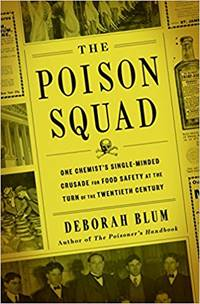 THE
POISON
SQUAD
ONE CHEMIST'S SINGLE-MINDED
CRUSADE FOR FOOD SAFETY AT THE
TURN OF THE TWENTIETH CENTURY
DEBORAH BLUM
Author of The Poisoner's Handbook